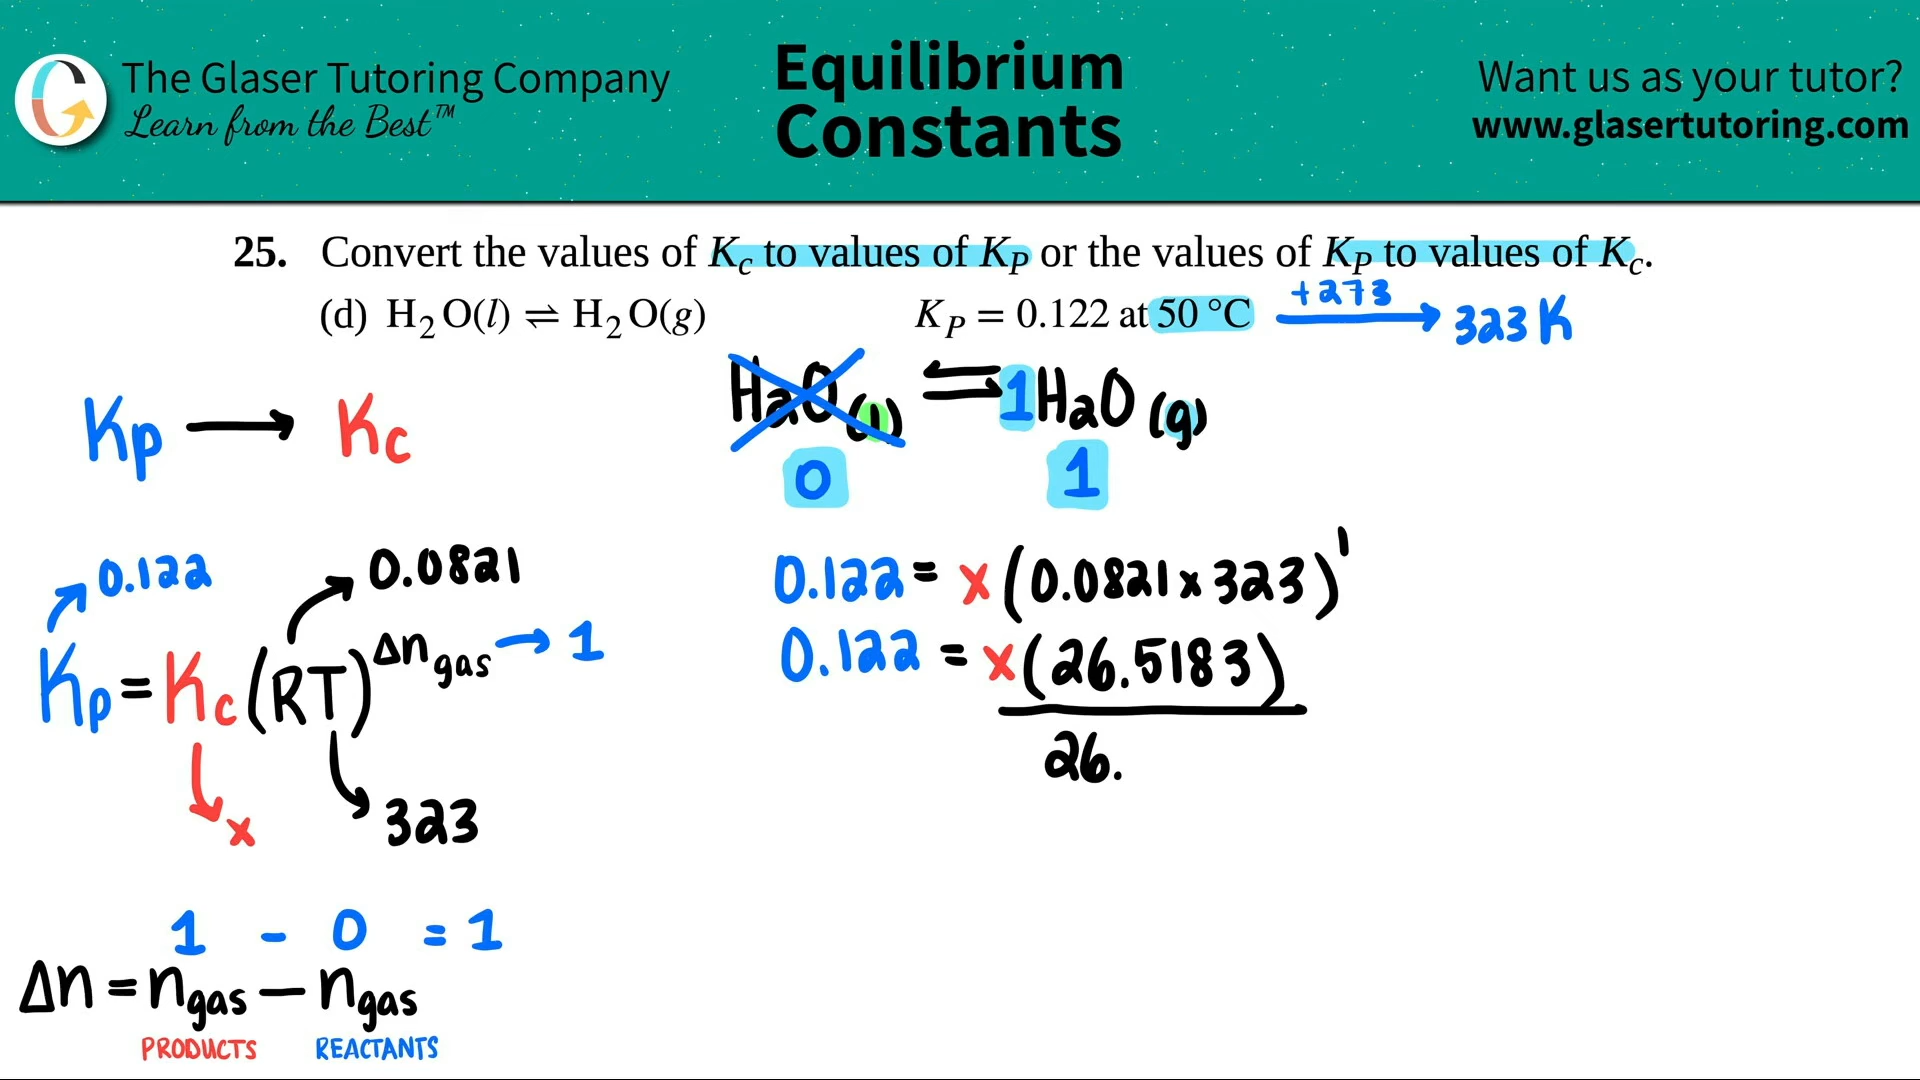 The Glaser Tutoring Company
Learn from the Best™
Equilibrium
Constants
Want us as your tutor?
www.glasertutoring.com
25. Convert the values of Kc to values of KP or the values of KP to values of Kc.
(d) H2O(l) ⇌ H2O(g) KP = 0.122 at 50 °C +273 → 323 K
Kp → Kc
H2O (l) ⇌ 1H2O (g)
0 1
0.122
0.0821
Kp = Kc (RT)^Δn gas → 1
x
323
0.122 = x (0.0821 x 323)^1
0.122 = x (26.5183)
26.
1 - 0 = 1
Δn = n gas − n gas
PRODUCTS REACTANTS